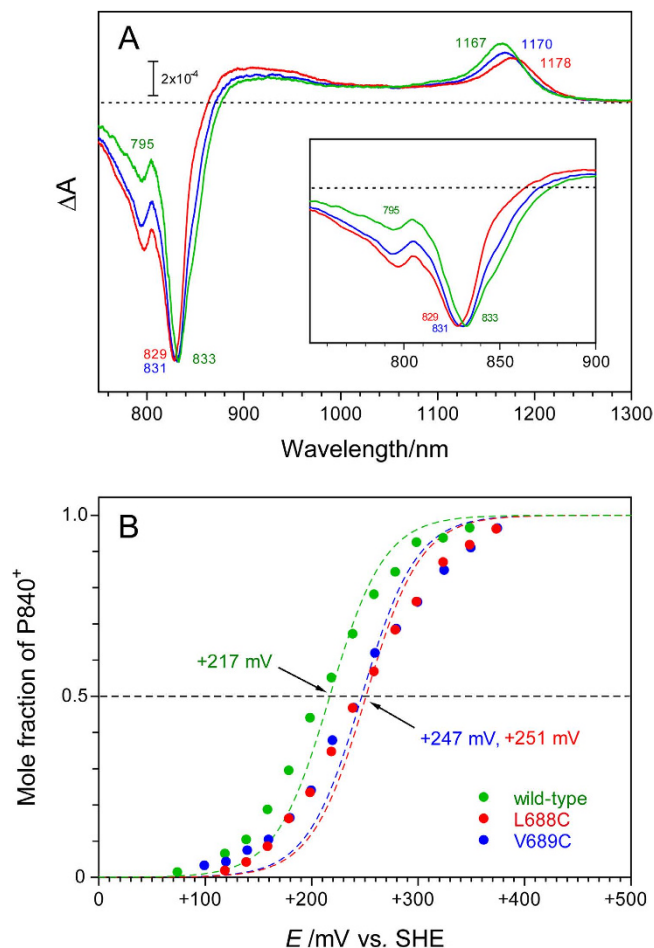 A
2x10-4
1167
1170
1178
795
795
829
831
833
800
850
900
829
831
833
ΔA
800
900
1000
1100
1200
1300
Wavelength/nm
B
1.0
0.5
0
Mole fraction of P840+
+217 mV
+247 mV, +251 mV
wild-type
L688C
V689C
0
+100
+200
+300
+400
+500
E /mV vs. SHE